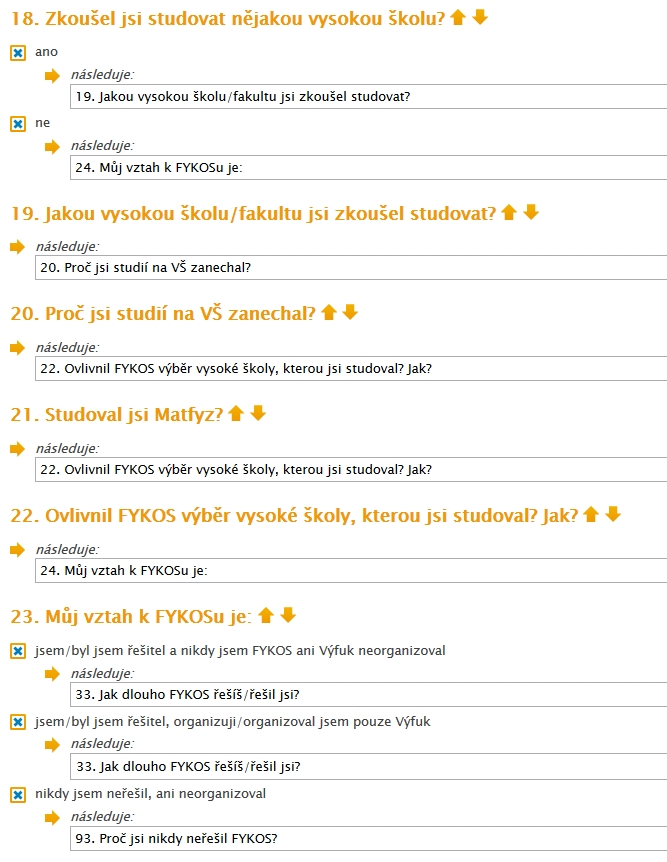 18. Zkoušel jsi studovat nějakou vysokou školu?
ano
následuje:
19. Jakou vysokou školu/fakultu jsi zkoušel studovat?
ne
následuje:
24. Můj vztah k FYKOSu je:
19. Jakou vysokou školu/fakultu jsi zkoušel studovat?
následuje:
20. Proč jsi studií na VŠ zanechal?
20. Proč jsi studií na VŠ zanechal?
následuje:
22. Ovlivnil FYKOS výběr vysoké školy, kterou jsi studoval? Jak?
21. Studoval jsi Matfyz?
následuje:
22. Ovlivnil FYKOS výběr vysoké školy, kterou jsi studoval? Jak?
22. Ovlivnil FYKOS výběr vysoké školy, kterou jsi studoval? Jak?
následuje:
24. Můj vztah k FYKOSu je:
23. Můj vztah k FYKOSu je:
jsem/byl jsem řešitel a nikdy jsem FYKOS ani Výfuk neorganizoval
následuje:
33. Jak dlouho FYKOS řešíš/řešil jsi?
jsem/byl jsem řešitel, organizuji/organizoval jsem pouze Výfuk
následuje:
33. Jak dlouho FYKOS řešíš/řešil jsi?
nikdy jsem neřešil, ani neorganizoval
následuje:
93. Proč jsi nikdy neřešil FYKOS?